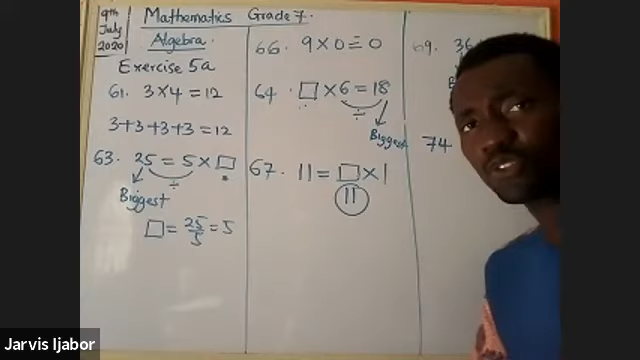 9th
July
2020
Mathematics Grade 7.
Algebra.
Exercise 5a
61. 3 × 4 = 12
3+3+3+3 = 12
63. 25 = 5 × □
÷
Biggest
□ = 25/5 = 5
66. 9 × 0 = 0
64. □ × 6 = 18
÷
Biggest
67. 11 = □ × 1
11
69. 36
74
Jarvis Ijabor